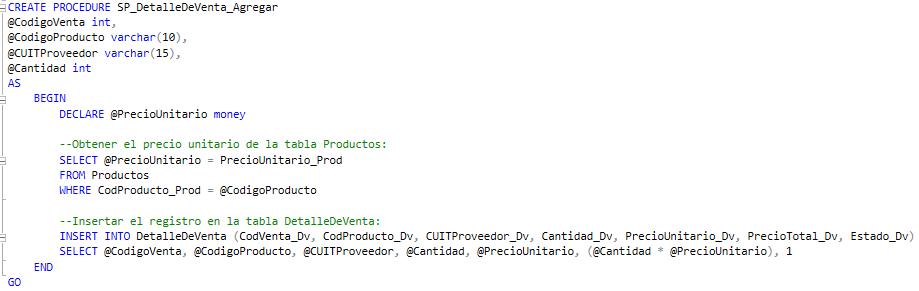 CREATE PROCEDURE SP_DetalleDeVenta_Agregar
@CodigoVenta int,
@CodigoProducto varchar(10),
@CUITProveedor varchar(15),
@Cantidad int
AS
BEGIN
DECLARE @PrecioUnitario money
--Obtener el precio unitario de la tabla Productos:
SELECT @PrecioUnitario = PrecioUnitario_Prod
FROM Productos
WHERE CodProducto_Prod = @CodigoProducto
--Insertar el registro en la tabla DetalleDeVenta:
INSERT INTO DetalleDeVenta (CodVenta_Dv, CodProducto_Dv, CUITProveedor_Dv, Cantidad_Dv, PrecioUnitario_Dv, PrecioTotal_Dv, Estado_Dv)
SELECT @CodigoVenta, @CodigoProducto, @CUITProveedor, @Cantidad, @PrecioUnitario, (@Cantidad * @PrecioUnitario), 1
END
GO